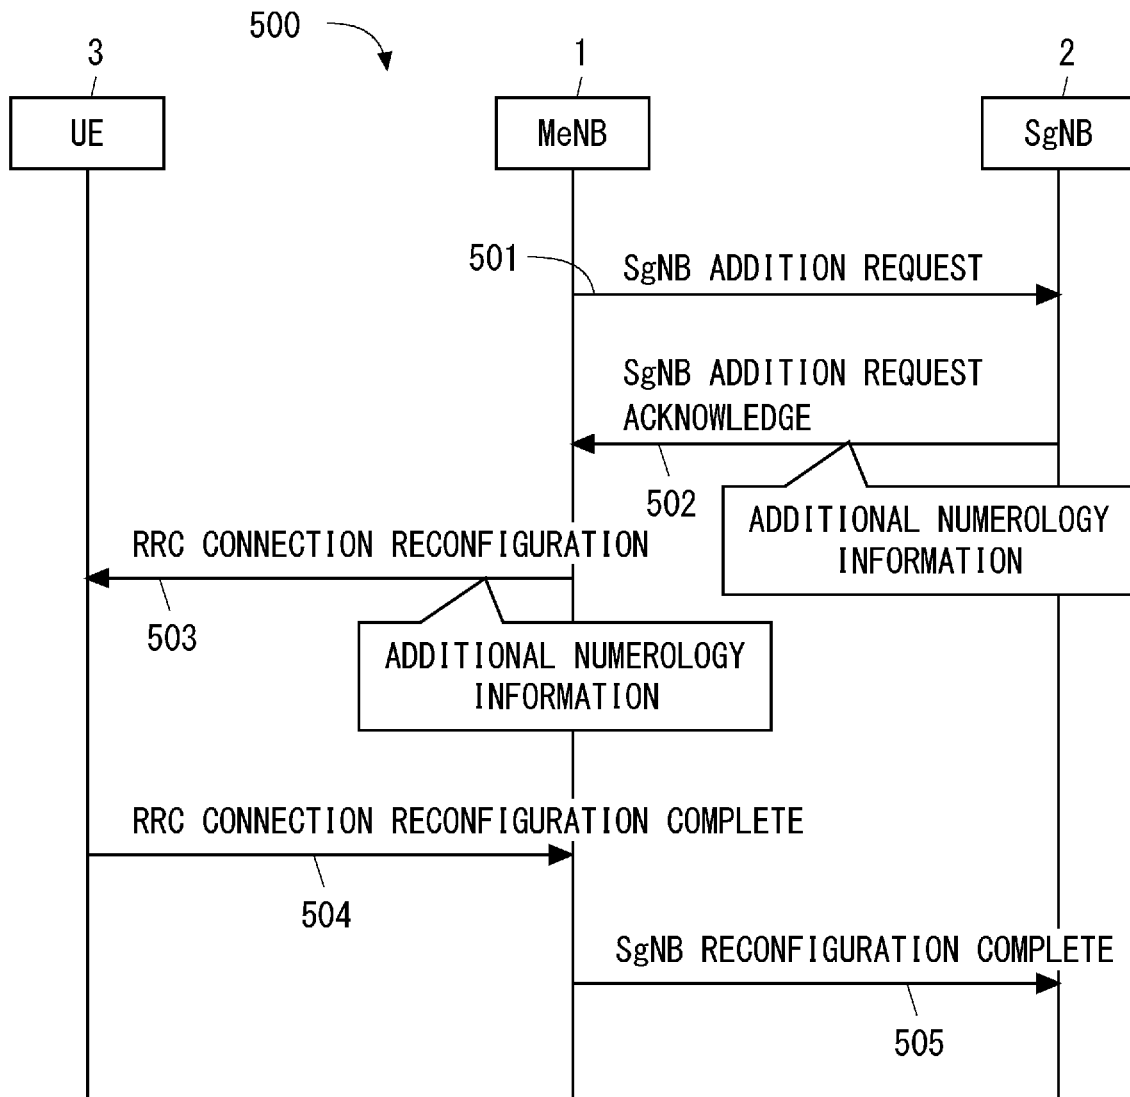 500
3
1
2
UE
MeNB
SgNB
501
SgNB ADDITION REQUEST
SgNB ADDITION REQUEST
ACKNOWLEDGE
502
ADDITIONAL NUMEROLOGY
INFORMATION
RRC CONNECTION RECONFIGURATION
503
ADDITIONAL NUMEROLOGY
INFORMATION
RRC CONNECTION RECONFIGURATION COMPLETE
504
SgNB RECONFIGURATION COMPLETE
505